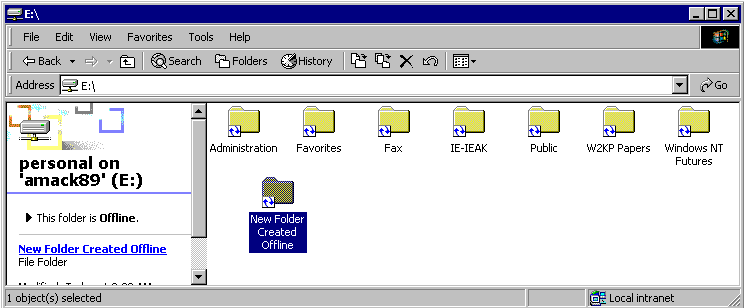 E:\
File Edit View Favorites Tools Help
Back Search Folders History
Address E:\ Go
personal on
'amack89' (E:)
This folder is Offline.
New Folder Created Offline
File Folder
Administration Favorites Fax IE-IEAK Public W2KP Papers Windows NT
Futures
New Folder
Created
Offline
1 object(s) selected Local intranet